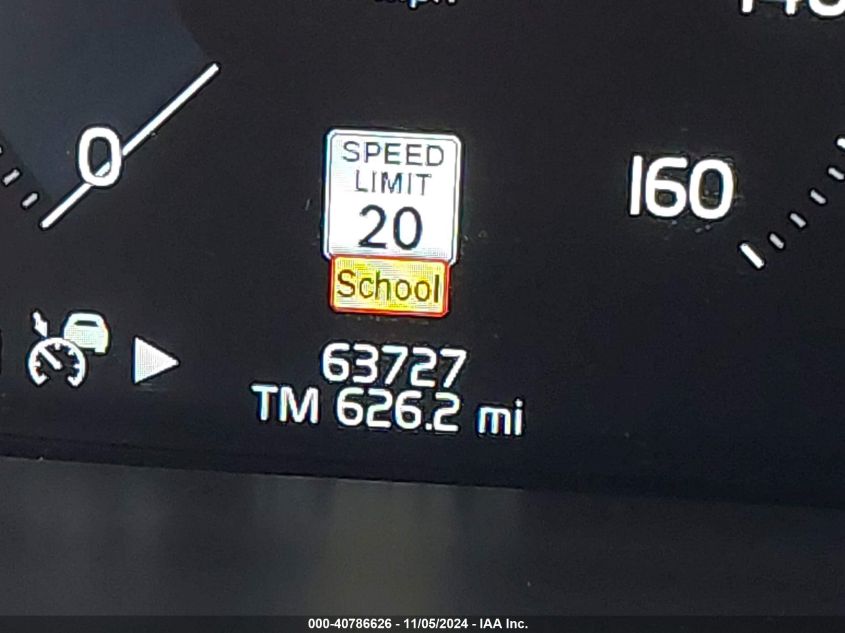 0
SPEED
LIMIT
20
School
160
63727
TM 626.2 mi
000-40786626 - 11/05/2024 - IAA Inc.